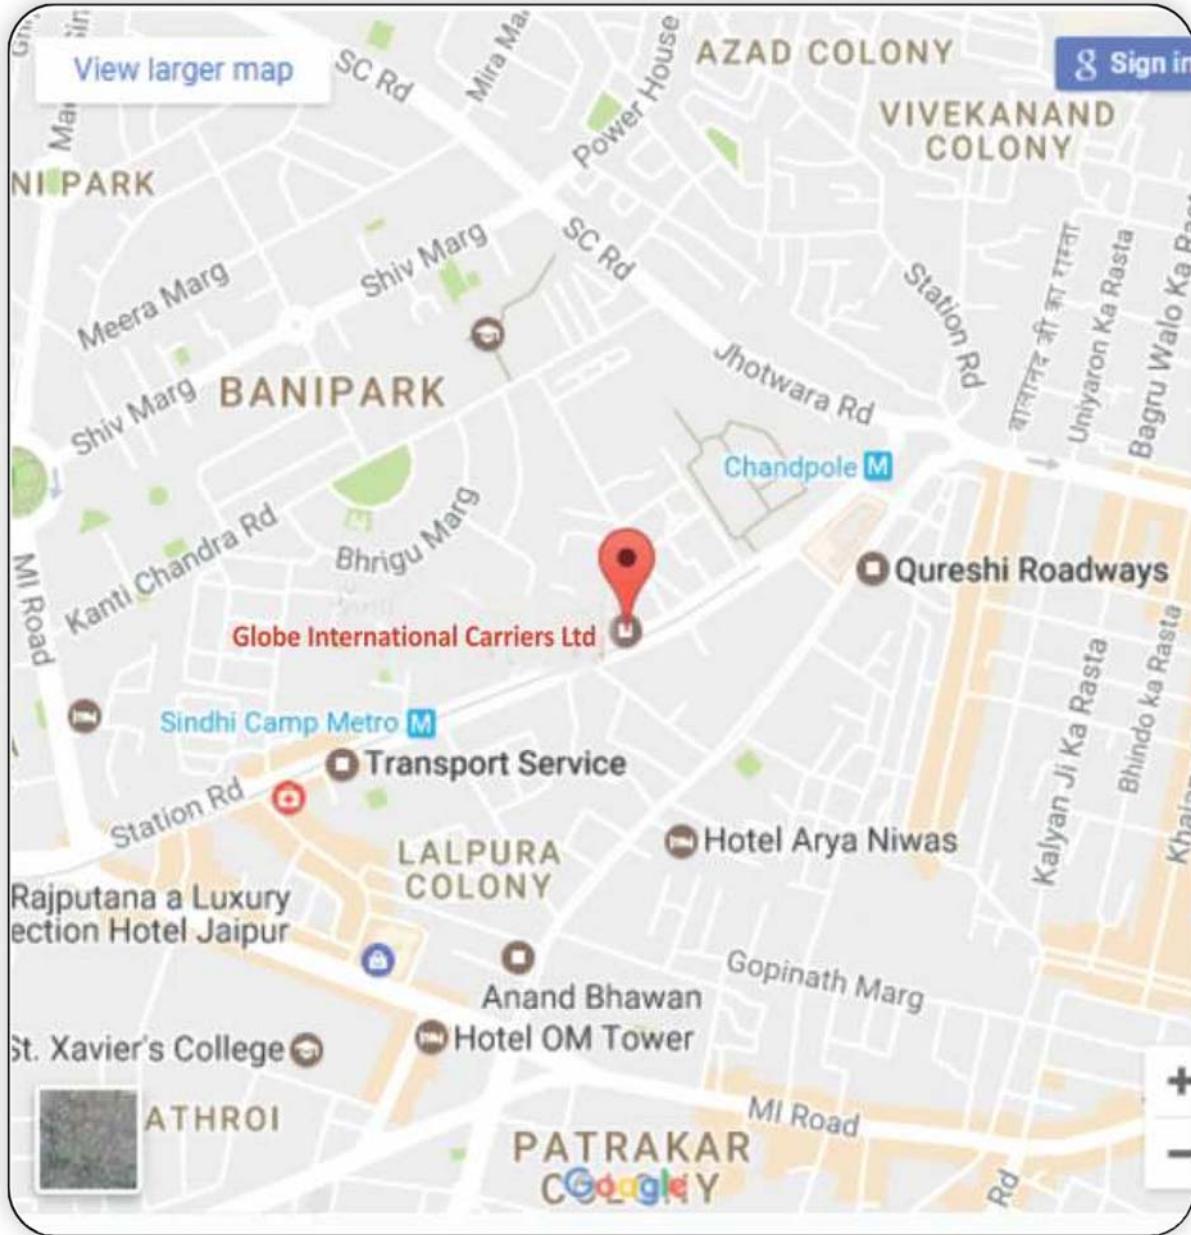 View larger map
SC Rd
Mira Ma
Power House
AZAD COLONY
Sign in
VIVEKANAND
COLONY
NI PARK
Shiv Marg
SC Rd
Meera Marg
Station Rd
Uniyaron Ka Rasta
Bagru Walo Ka Rast
BANIPARK
Shiv Marg
Jhotwara Rd
Chandpole M
Kanti Chandra Rd
Bhrigu Marg
MI Road
Qureshi Roadways
Globe International Carriers Ltd
Kalyan Ji Ka Rasta
Bhindo ka Rasta
Sindhi Camp Metro M
Transport Service
Station Rd
Hotel Arya Niwas
LALPURA
COLONY
Rajputana a Luxury
ection Hotel Jaipur
Gopinath Marg
Anand Bhawan
Hotel OM Tower
St. Xavier's College
ATHROI
MI Road
PATRAKAR
Google
Rd
+
−